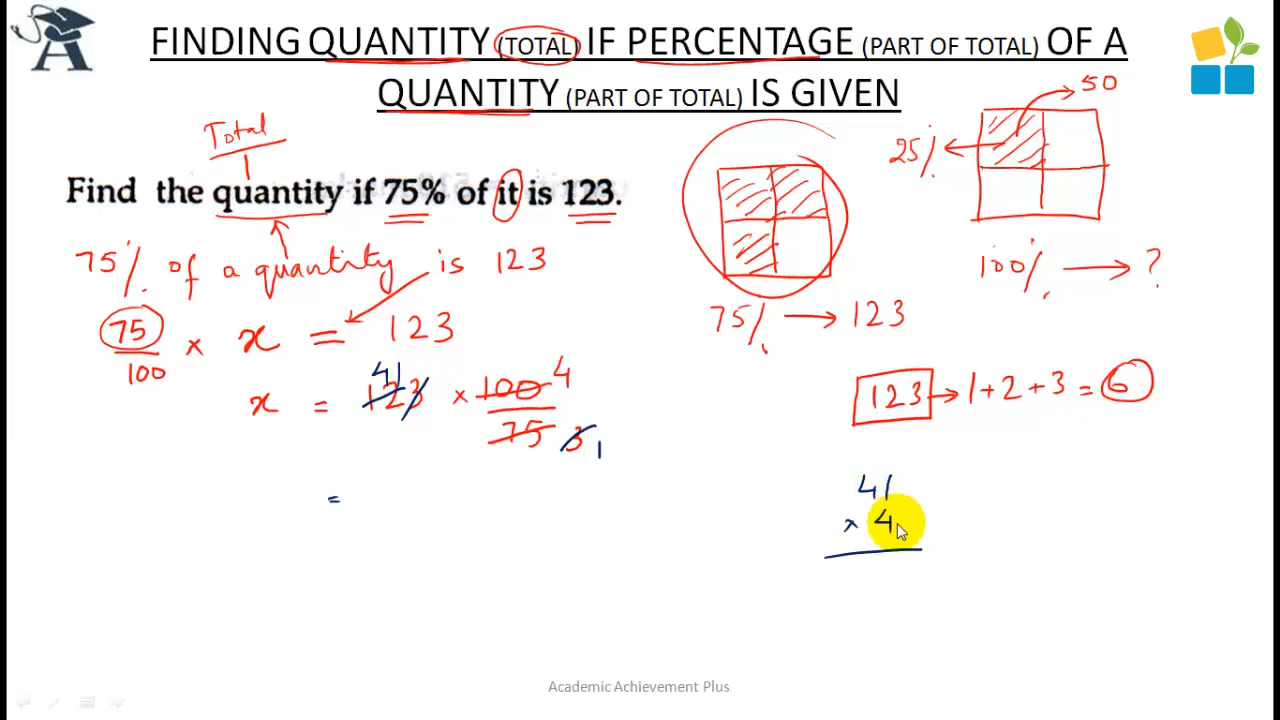 FINDING QUANTITY (TOTAL) IF PERCENTAGE (PART OF TOTAL) OF A
QUANTITY (PART OF TOTAL) IS GIVEN
Total
Find the quantity if 75% of it is 123.
75% of a quantity is 123
75/100 × x = 123
x = 123 41 × 100 4 / 75 3 1
=
50
25%
100% → ?
75% → 123
123 → 1+2+3 = 6
41
× 4
Academic Achievement Plus